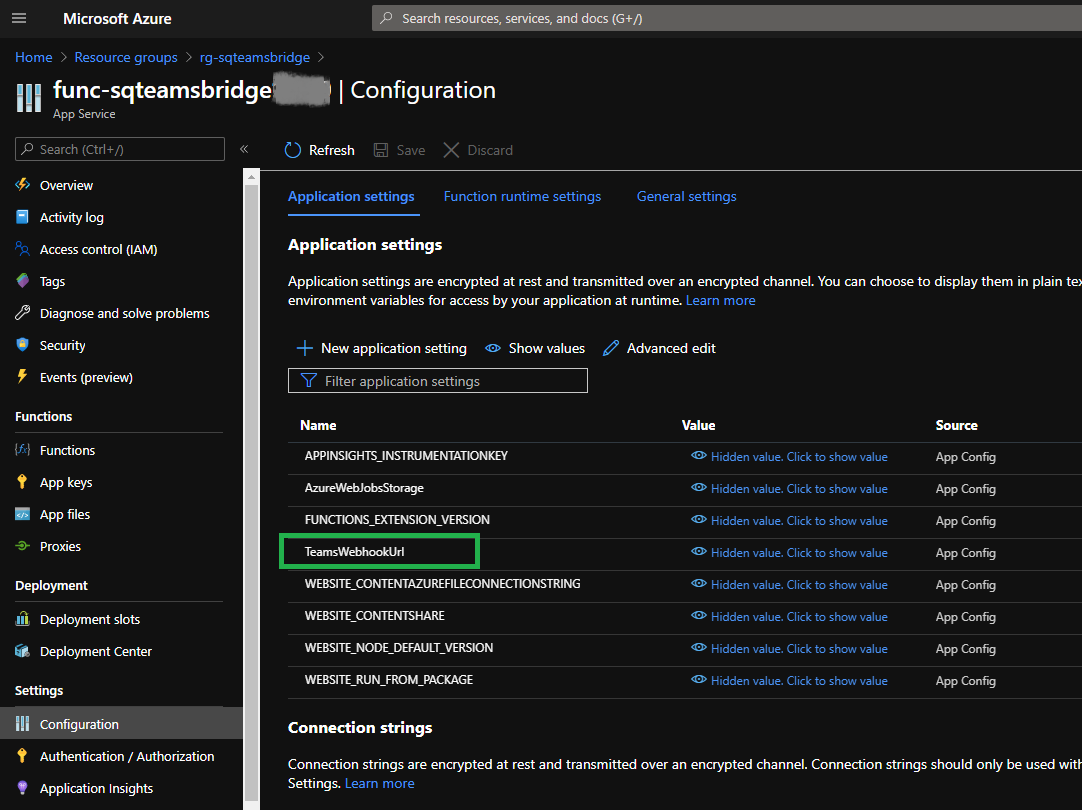 Microsoft Azure
Search resources, services, and docs (G+/)
Home > Resource groups > rg-sqteamsbridge >
func-sqteamsbridge | Configuration
App Service
Search (Ctrl+/)
«
Refresh
Save
Discard
Overview
Activity log
Access control (IAM)
Tags
Diagnose and solve problems
Security
Events (preview)
Functions
Functions
App keys
App files
Proxies
Deployment
Deployment slots
Deployment Center
Settings
Configuration
Authentication / Authorization
Application Insights
Application settings
Function runtime settings
General settings
Application settings
Application settings are encrypted at rest and transmitted over an encrypted channel. You can choose to display them in plain
environment variables for access by your application at runtime. Learn more
New application setting
Show values
Advanced edit
Filter application settings
Name Value Source
APPINSIGHTS_INSTRUMENTATIONKEY Hidden value. Click to show value App Config
AzureWebJobsStorage Hidden value. Click to show value App Config
FUNCTIONS_EXTENSION_VERSION Hidden value. Click to show value App Config
TeamsWebhookUrl Hidden value. Click to show value App Config
WEBSITE_CONTENTAZUREFILECONNECTIONSTRING Hidden value. Click to show value App Config
WEBSITE_CONTENTSHARE Hidden value. Click to show value App Config
WEBSITE_NODE_DEFAULT_VERSION Hidden value. Click to show value App Config
WEBSITE_RUN_FROM_PACKAGE Hidden value. Click to show value App Config
Connection strings
Connection strings are encrypted at rest and transmitted over an encrypted channel. Connection strings should only be used with
Settings. Learn more